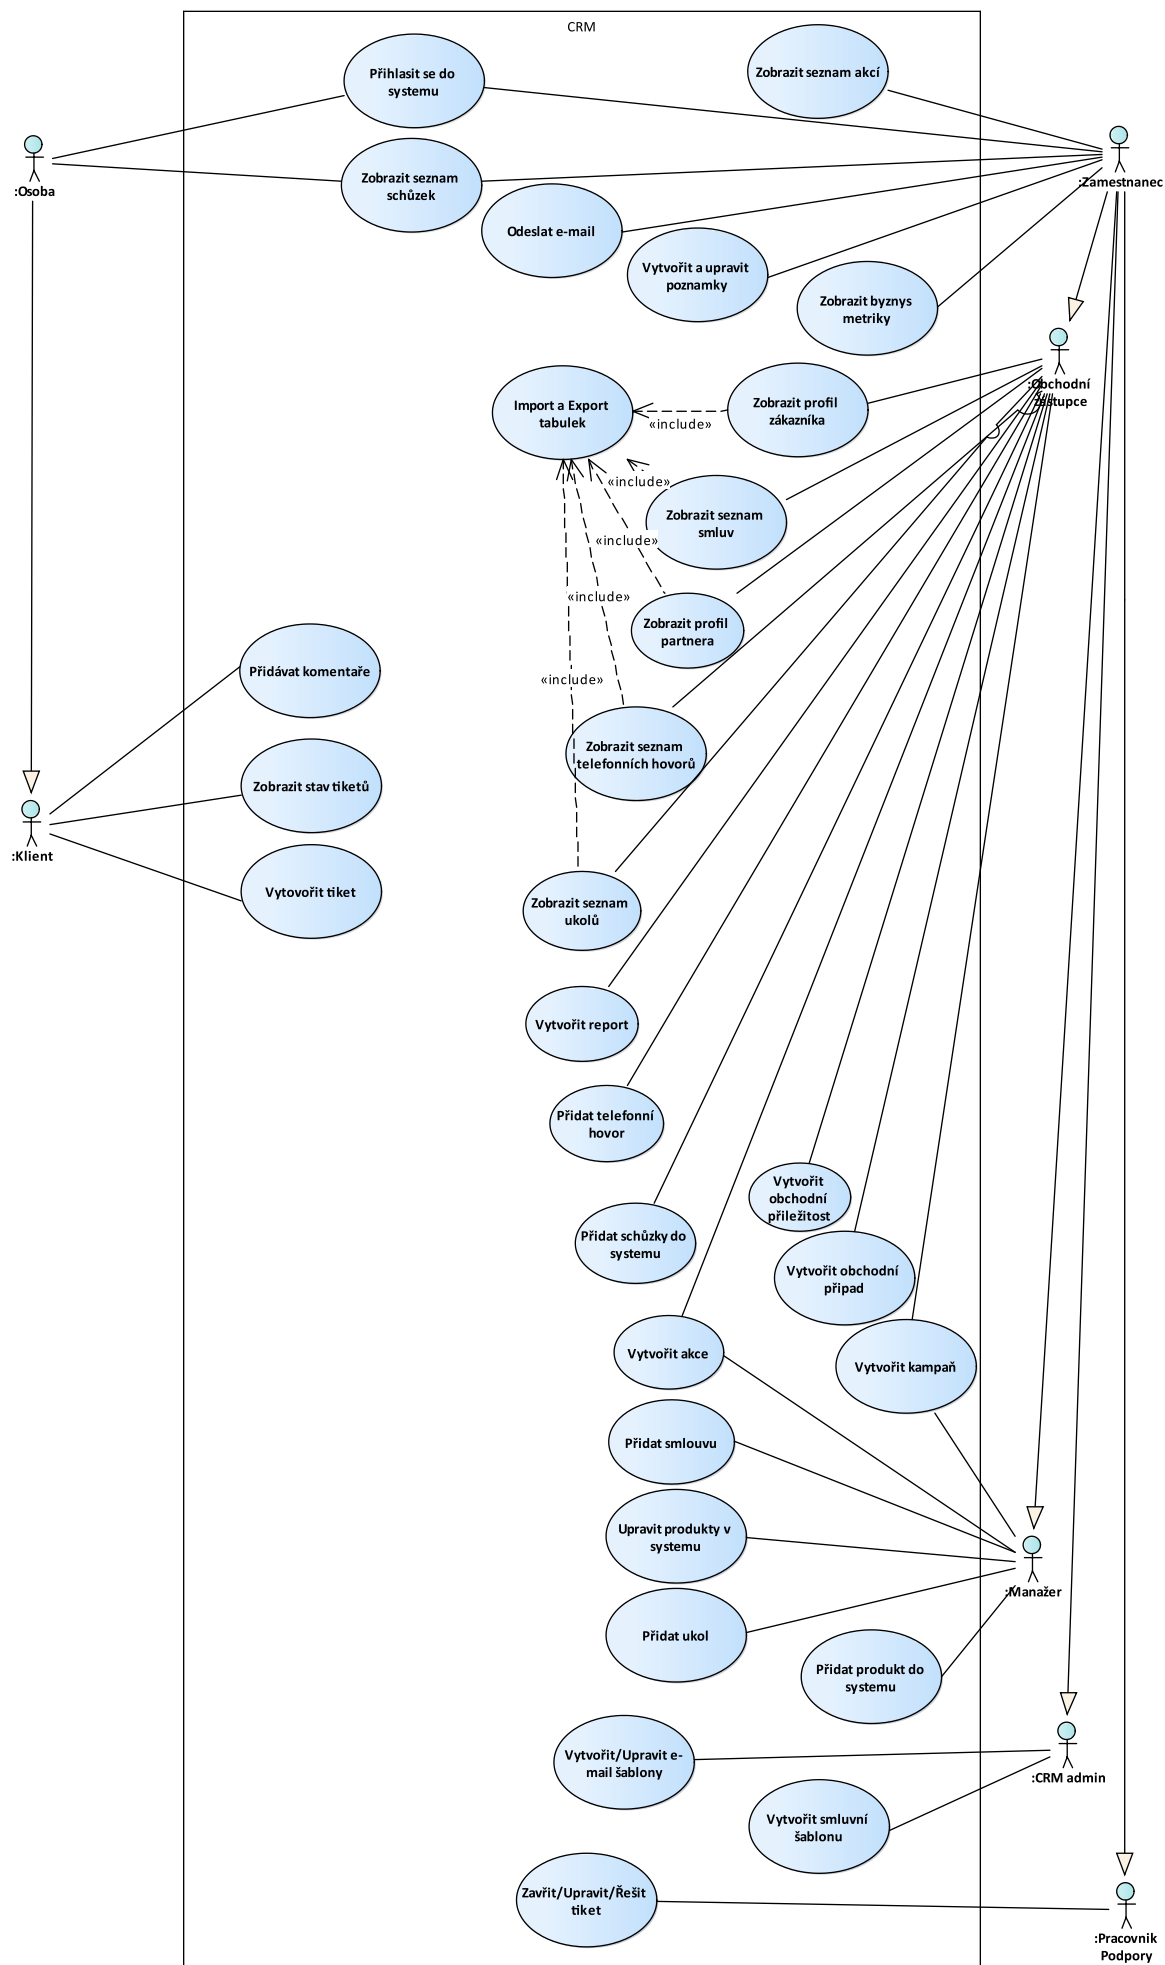 CRM
Přihlasit se do
systemu
Zobrazit seznam akcí
:Osoba
:Zamestnanec
Zobrazit seznam
schůzek
Odeslat e-mail
Vytvořit a upravit
poznamky
Zobrazit byznys
metriky
:Obchodní
zástupce
Import a Export
tabulek
«include»
Zobrazit profil
zákazníka
«include»
Zobrazit seznam
smluv
«include»
Zobrazit profil
partnera
«include»
«include»
Zobrazit seznam
telefonních hovorů
Přidávat komentaře
Zobrazit stav tiketů
:Klient
Vytovořit tiket
Zobrazit seznam
ukolů
Vytvořit report
Přidat telefonní
hovor
Vytvořit
obchodní
přiležitost
Přidat schůzky do
systemu
Vytvořit obchodní
připad
Vytvořit akce
Vytvořit kampaň
Přidat smlouvu
Upravit produkty v
systemu
:Manažer
Přidat ukol
Přidat produkt do
systemu
Vytvořit/Upravit e-
mail šablony
:CRM admin
Vytvořit smluvní
šablonu
Zavřit/Upravit/Řešit
tiket
:Pracovnik
Podpory